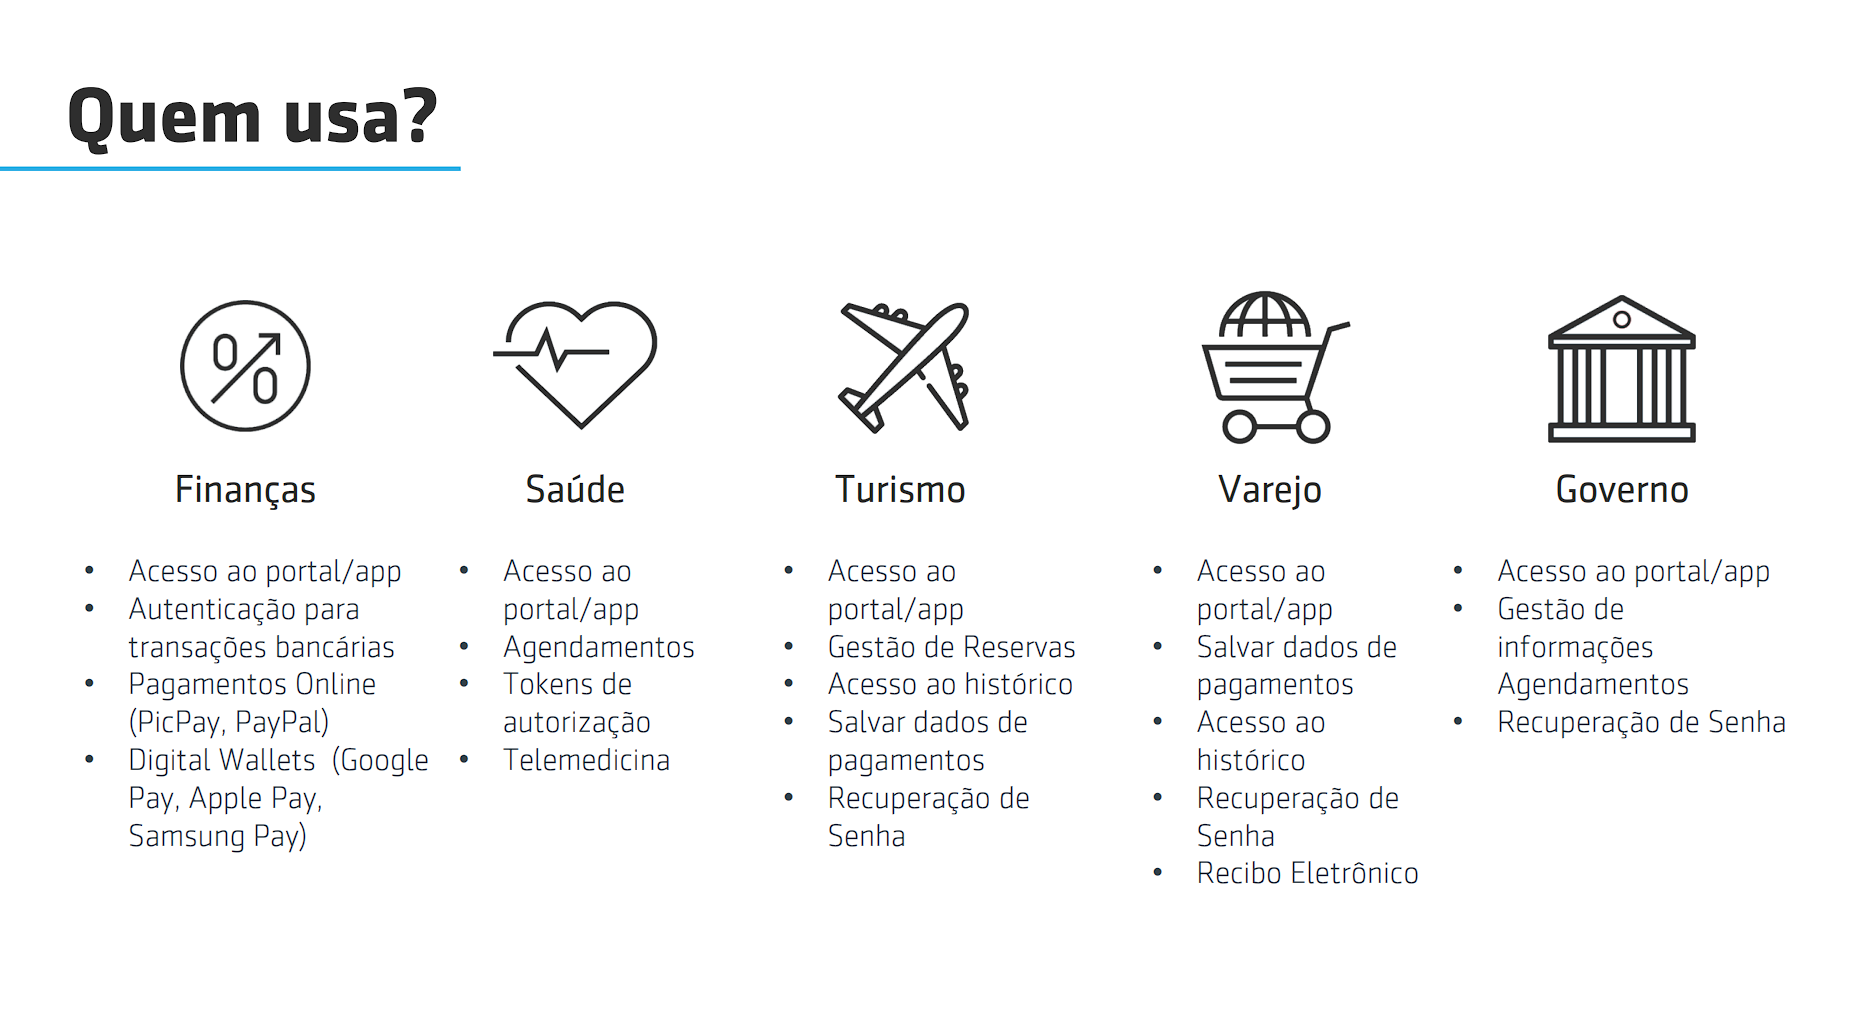 Quem usa?
Finanças
• Acesso ao portal/app
• Autenticação para
transações bancárias
• Pagamentos Online
(PicPay, PayPal)
• Digital Wallets  (Google
Pay, Apple Pay,
Samsung Pay)
Saúde
• Acesso ao
portal/app
• Agendamentos
• Tokens de
autorização
• Telemedicina
Turismo
• Acesso ao
portal/app
• Gestão de Reservas
• Acesso ao histórico
• Salvar dados de
pagamentos
• Recuperação de
Senha
Varejo
• Acesso ao
portal/app
• Salvar dados de
pagamentos
• Acesso ao
histórico
• Recuperação de
Senha
• Recibo Eletrônico
Governo
• Acesso ao portal/app
• Gestão de
informações
Agendamentos
• Recuperação de Senha